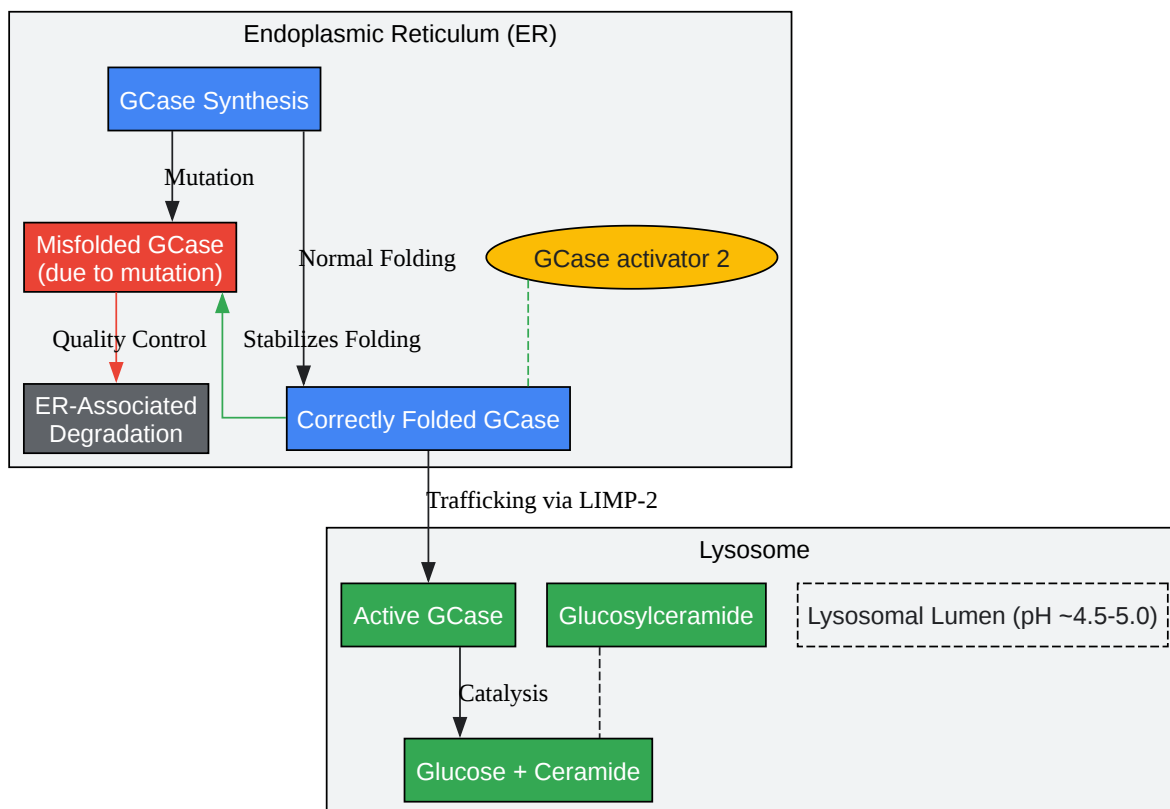 Endoplasmic Reticulum (ER)
GCase Synthesis
Mutation
Misfolded GCase
(due to mutation)
Normal Folding
GCase activator 2
Quality Control
Stabilizes Folding
ER-Associated
Degradation
Correctly Folded GCase
Trafficking via LIMP-2
Lysosome
Active GCase
Glucosylceramide
Lysosomal Lumen (pH ~4.5-5.0)
Catalysis
Glucose + Ceramide